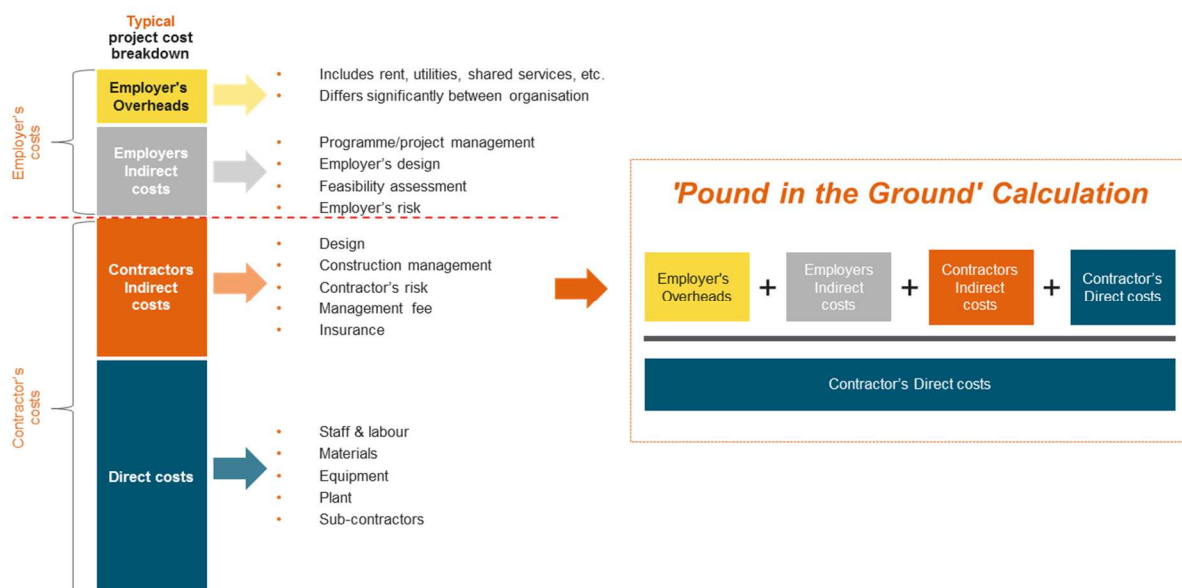 Typical
project cost
breakdown
Employer's
costs
Employer's
Overheads
• Includes rent, utilities, shared services, etc.
• Differs significantly between organisation
Employers
Indirect
costs
• Programme/project management
• Employer's design
• Feasibility assessment
• Employer's risk
Contractor's
costs
Contractors
Indirect
costs
• Design
• Construction management
• Contractor's risk
• Management fee
• Insurance
Direct costs
• Staff & labour
• Materials
• Equipment
• Plant
• Sub-contractors
'Pound in the Ground' Calculation
Employer's
Overheads
+
Employers
Indirect
costs
+
Contractors
Indirect
costs
+
Contractor's
Direct costs
Contractor's Direct costs